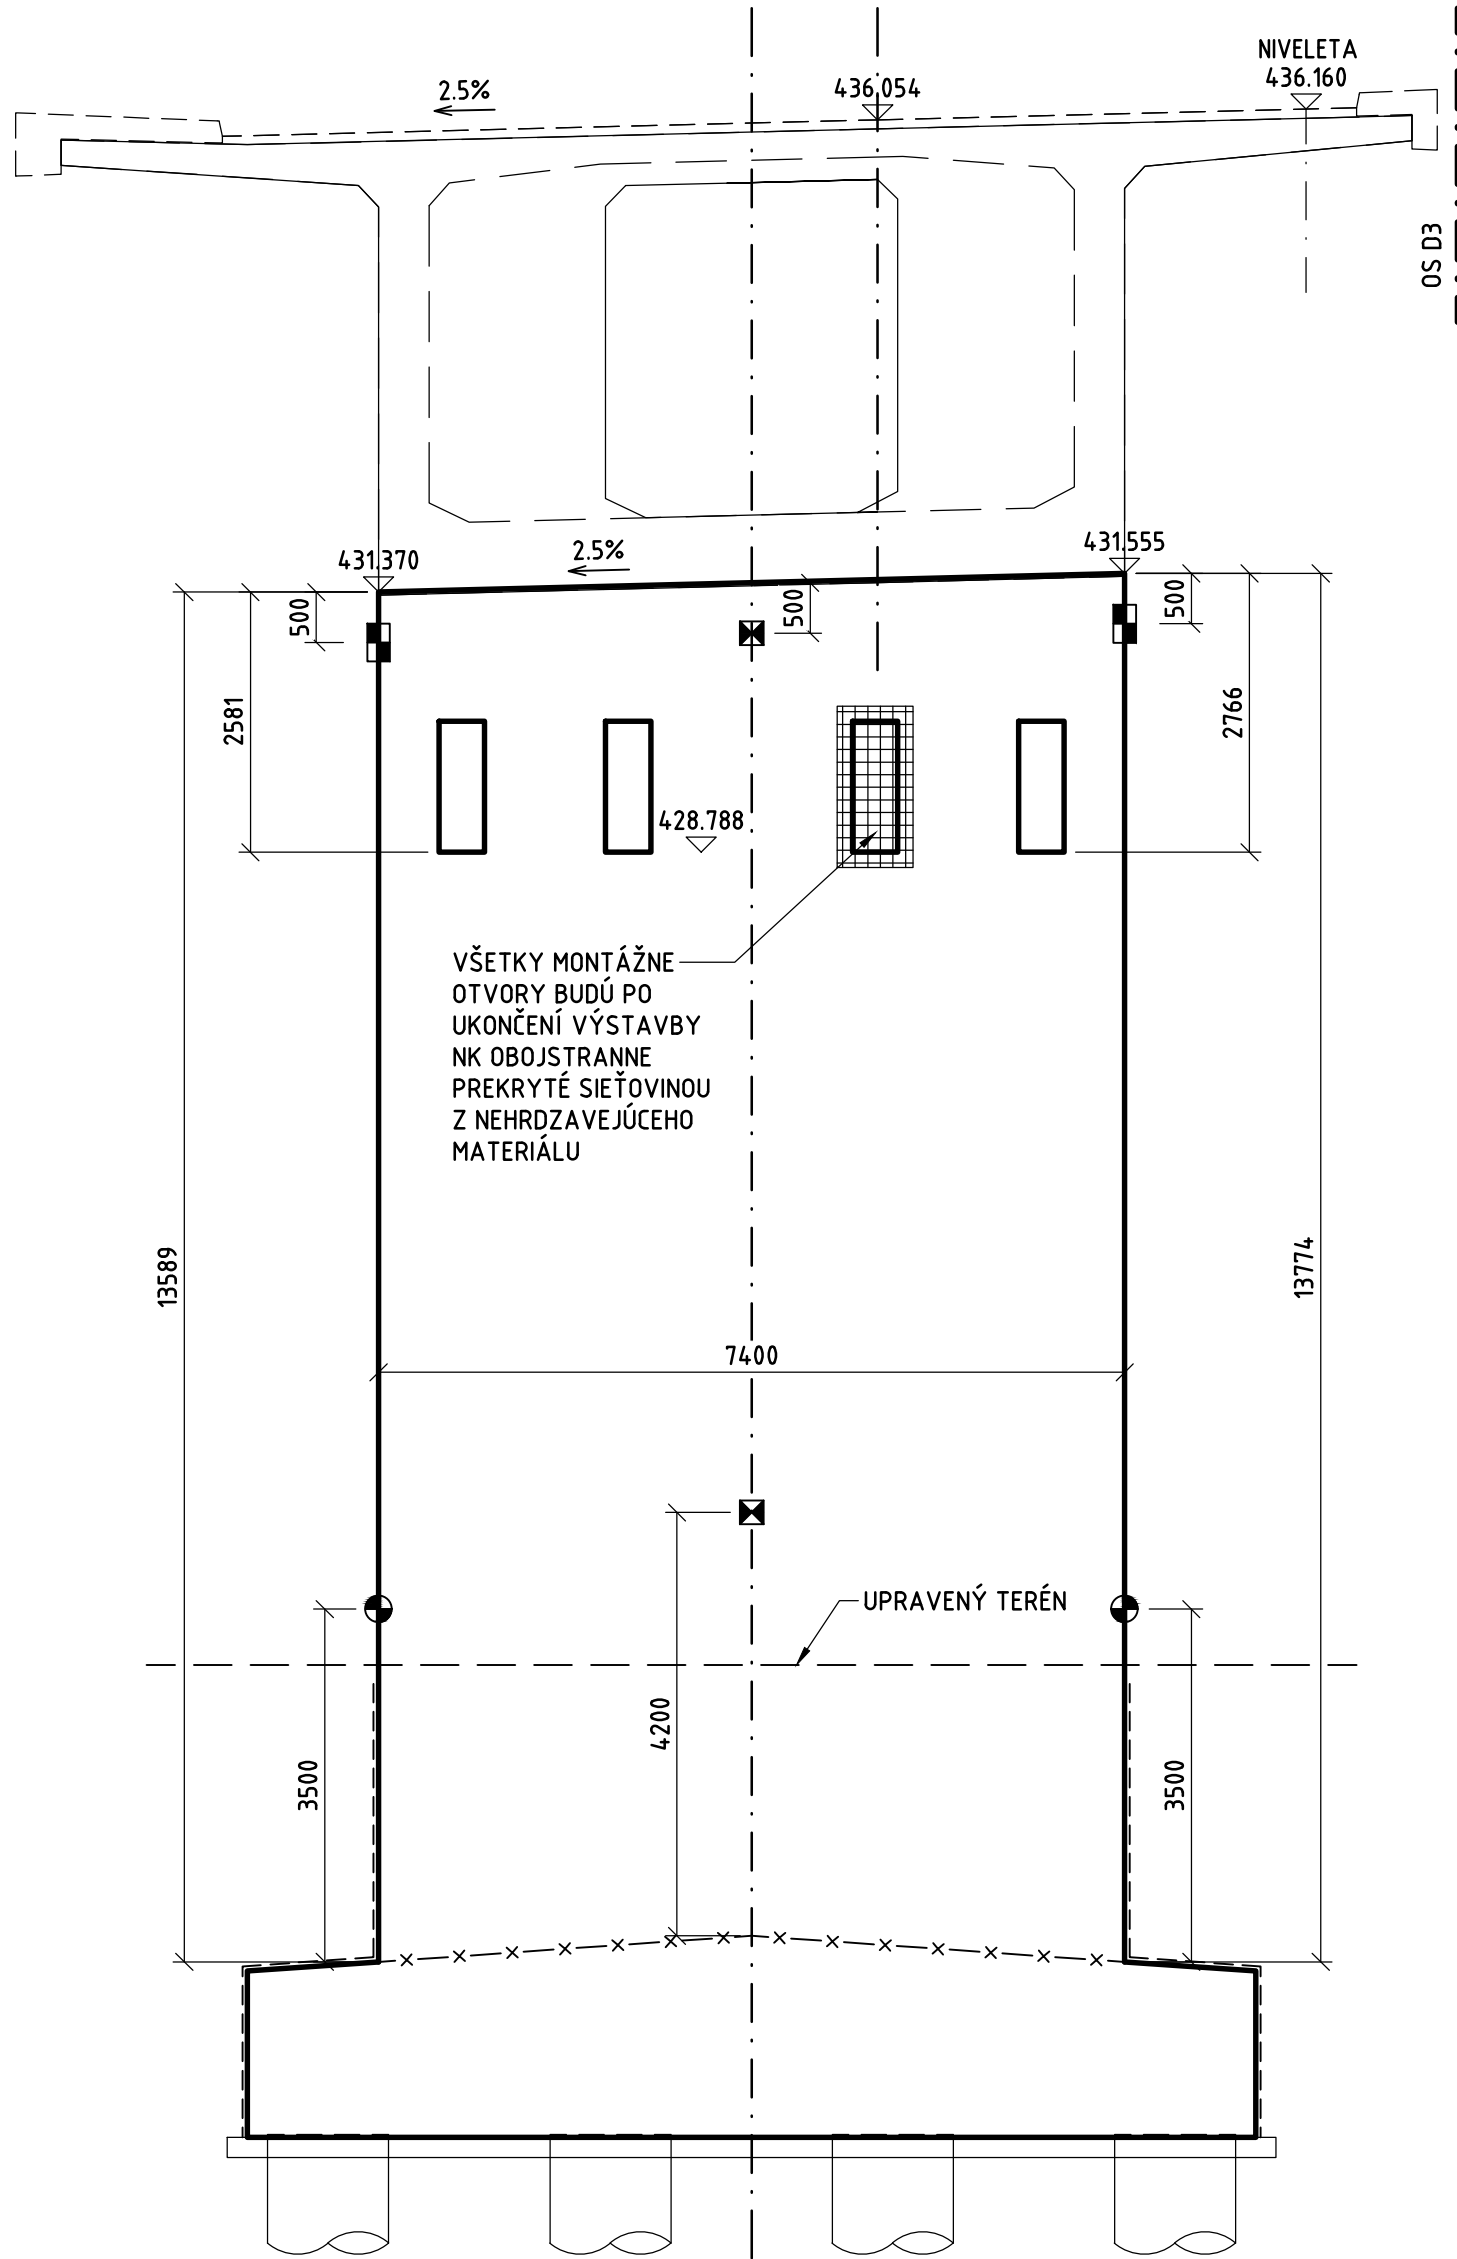 NIVELETA
436.160
2.5%
436.054
OS D3
431.370
2.5%
431.555
500
500
500
2581
2766
428.788
VŠETKY MONTÁŽNE
OTVORY BUDÚ PO
UKONČENÍ VÝSTAVBY
NK OBOJSTRANNE
PREKRYTÉ SIEŤOVINOU
Z NEHRDZAVEJÚCEHO
MATERIÁLU
13589
13774
7400
UPRAVENÝ TERÉN
4200
3500
3500